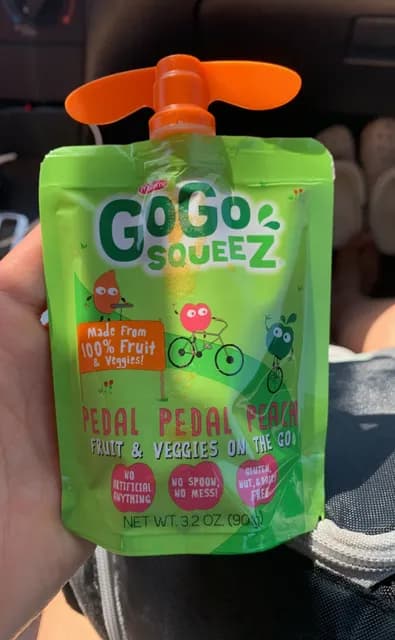 GoGo
SQUEEZ
Made From
100% Fruit
& Veggies!
PEDAL PEDAL PEACH
FRUIT & VEGGIES ON THE GO!
NO
ARTIFICIAL
ANYTHING
NO SPOON,
NO MESS!
GLUTEN,
NUT, & DAIRY
FREE
NET WT. 3.2 OZ. (90g)